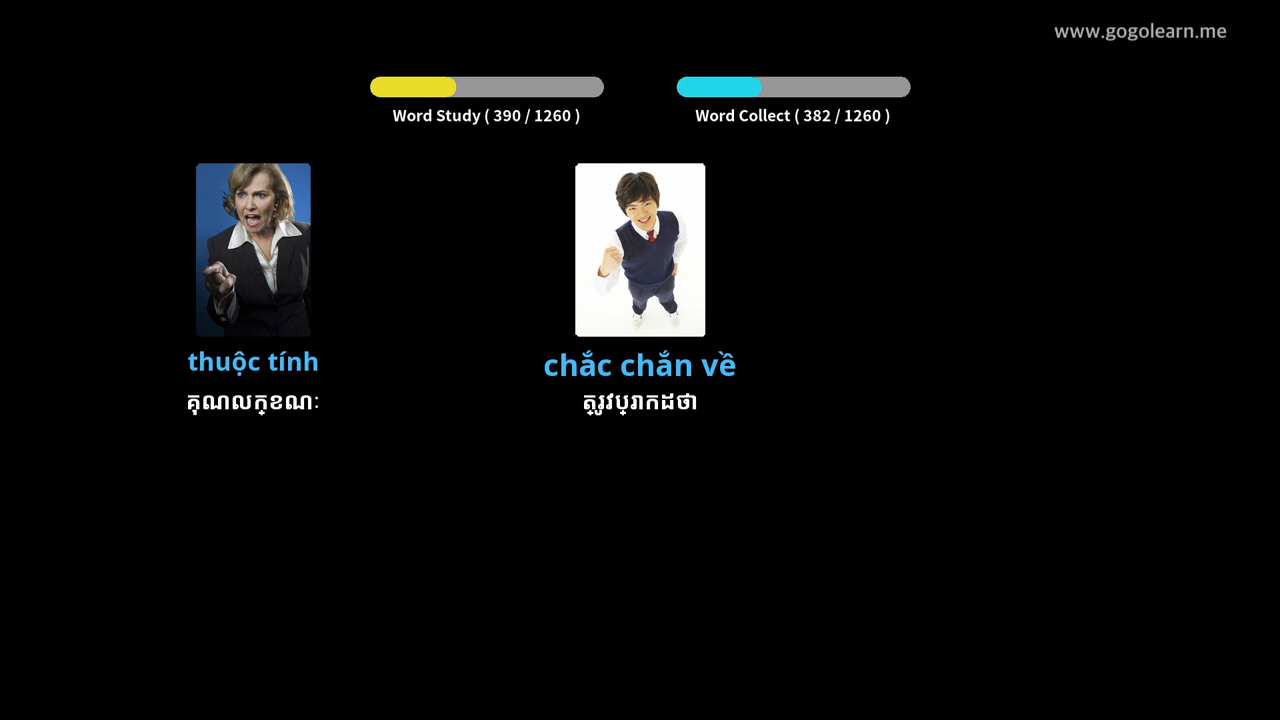 www.gogolearn.me
Word Study ( 390 / 1260 )
Word Collect ( 382 / 1260 )
thuộc tính
គុណលក្ខណៈ
chắc chắn về
ត្រូវប្រាកដថា